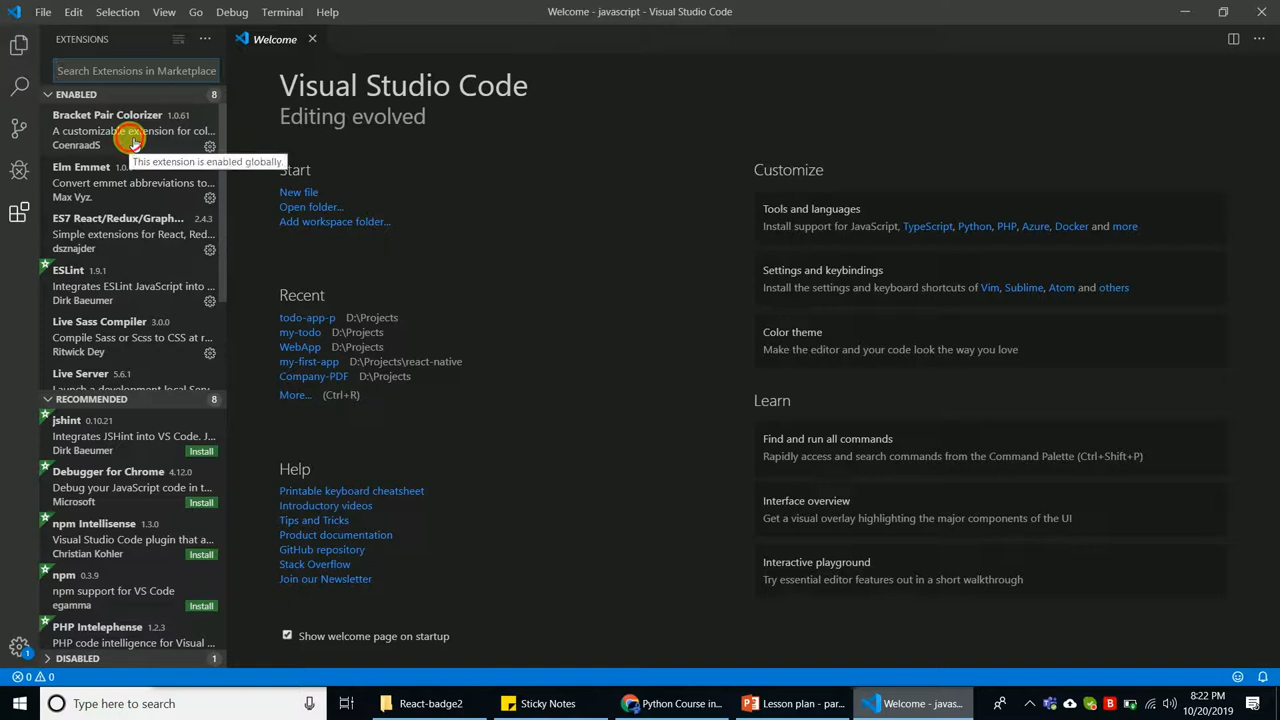 File Edit Selection View Go Debug Terminal Help
Welcome - javascript - Visual Studio Code
EXTENSIONS
Search Extensions in Marketplace
ENABLED 8
Bracket Pair Colorizer 1.0.61
A customizable extension for col...
CoenraadS
This extension is enabled globally.
Elm Emmet 1.0.
Convert emmet abbreviations to...
Max Vyz.
ES7 React/Redux/Graph... 2.4.3
Simple extensions for React, Red...
dsznajder
ESLint 1.9.1
Integrates ESLint JavaScript into ...
Dirk Baeumer
Live Sass Compiler 3.0.0
Compile Sass or Scss to CSS at r...
Ritwick Dey
Live Server 5.6.1
Launch a development local Serv...
RECOMMENDED 8
jshint 0.10.21
Integrates JSHint into VS Code. J...
Dirk Baeumer Install
Debugger for Chrome 4.12.0
Debug your JavaScript code in t...
Microsoft Install
npm Intellisense 1.3.0
Visual Studio Code plugin that a...
Christian Kohler Install
npm 0.3.9
npm support for VS Code
egamma Install
PHP Intelephense 1.2.3
PHP code intelligence for Visual ...
DISABLED 1
Welcome
Visual Studio Code
Editing evolved
Start
New file
Open folder...
Add workspace folder...
Recent
todo-app-p D:\Projects
my-todo D:\Projects
WebApp D:\Projects
my-first-app D:\Projects\react-native
Company-PDF D:\Projects
More... (Ctrl+R)
Help
Printable keyboard cheatsheet
Introductory videos
Tips and Tricks
Product documentation
GitHub repository
Stack Overflow
Join our Newsletter
Show welcome page on startup
Customize
Tools and languages
Install support for JavaScript, TypeScript, Python, PHP, Azure, Docker and more
Settings and keybindings
Install the settings and keyboard shortcuts of Vim, Sublime, Atom and others
Color theme
Make the editor and your code look the way you love
Learn
Find and run all commands
Rapidly access and search commands from the Command Palette (Ctrl+Shift+P)
Interface overview
Get a visual overlay highlighting the major components of the UI
Interactive playground
Try essential editor features out in a short walkthrough
1
0 0
Type here to search
React-badge2
Sticky Notes
Python Course in...
Lesson plan - par...
Welcome - javas...
8:22 PM
10/20/2019